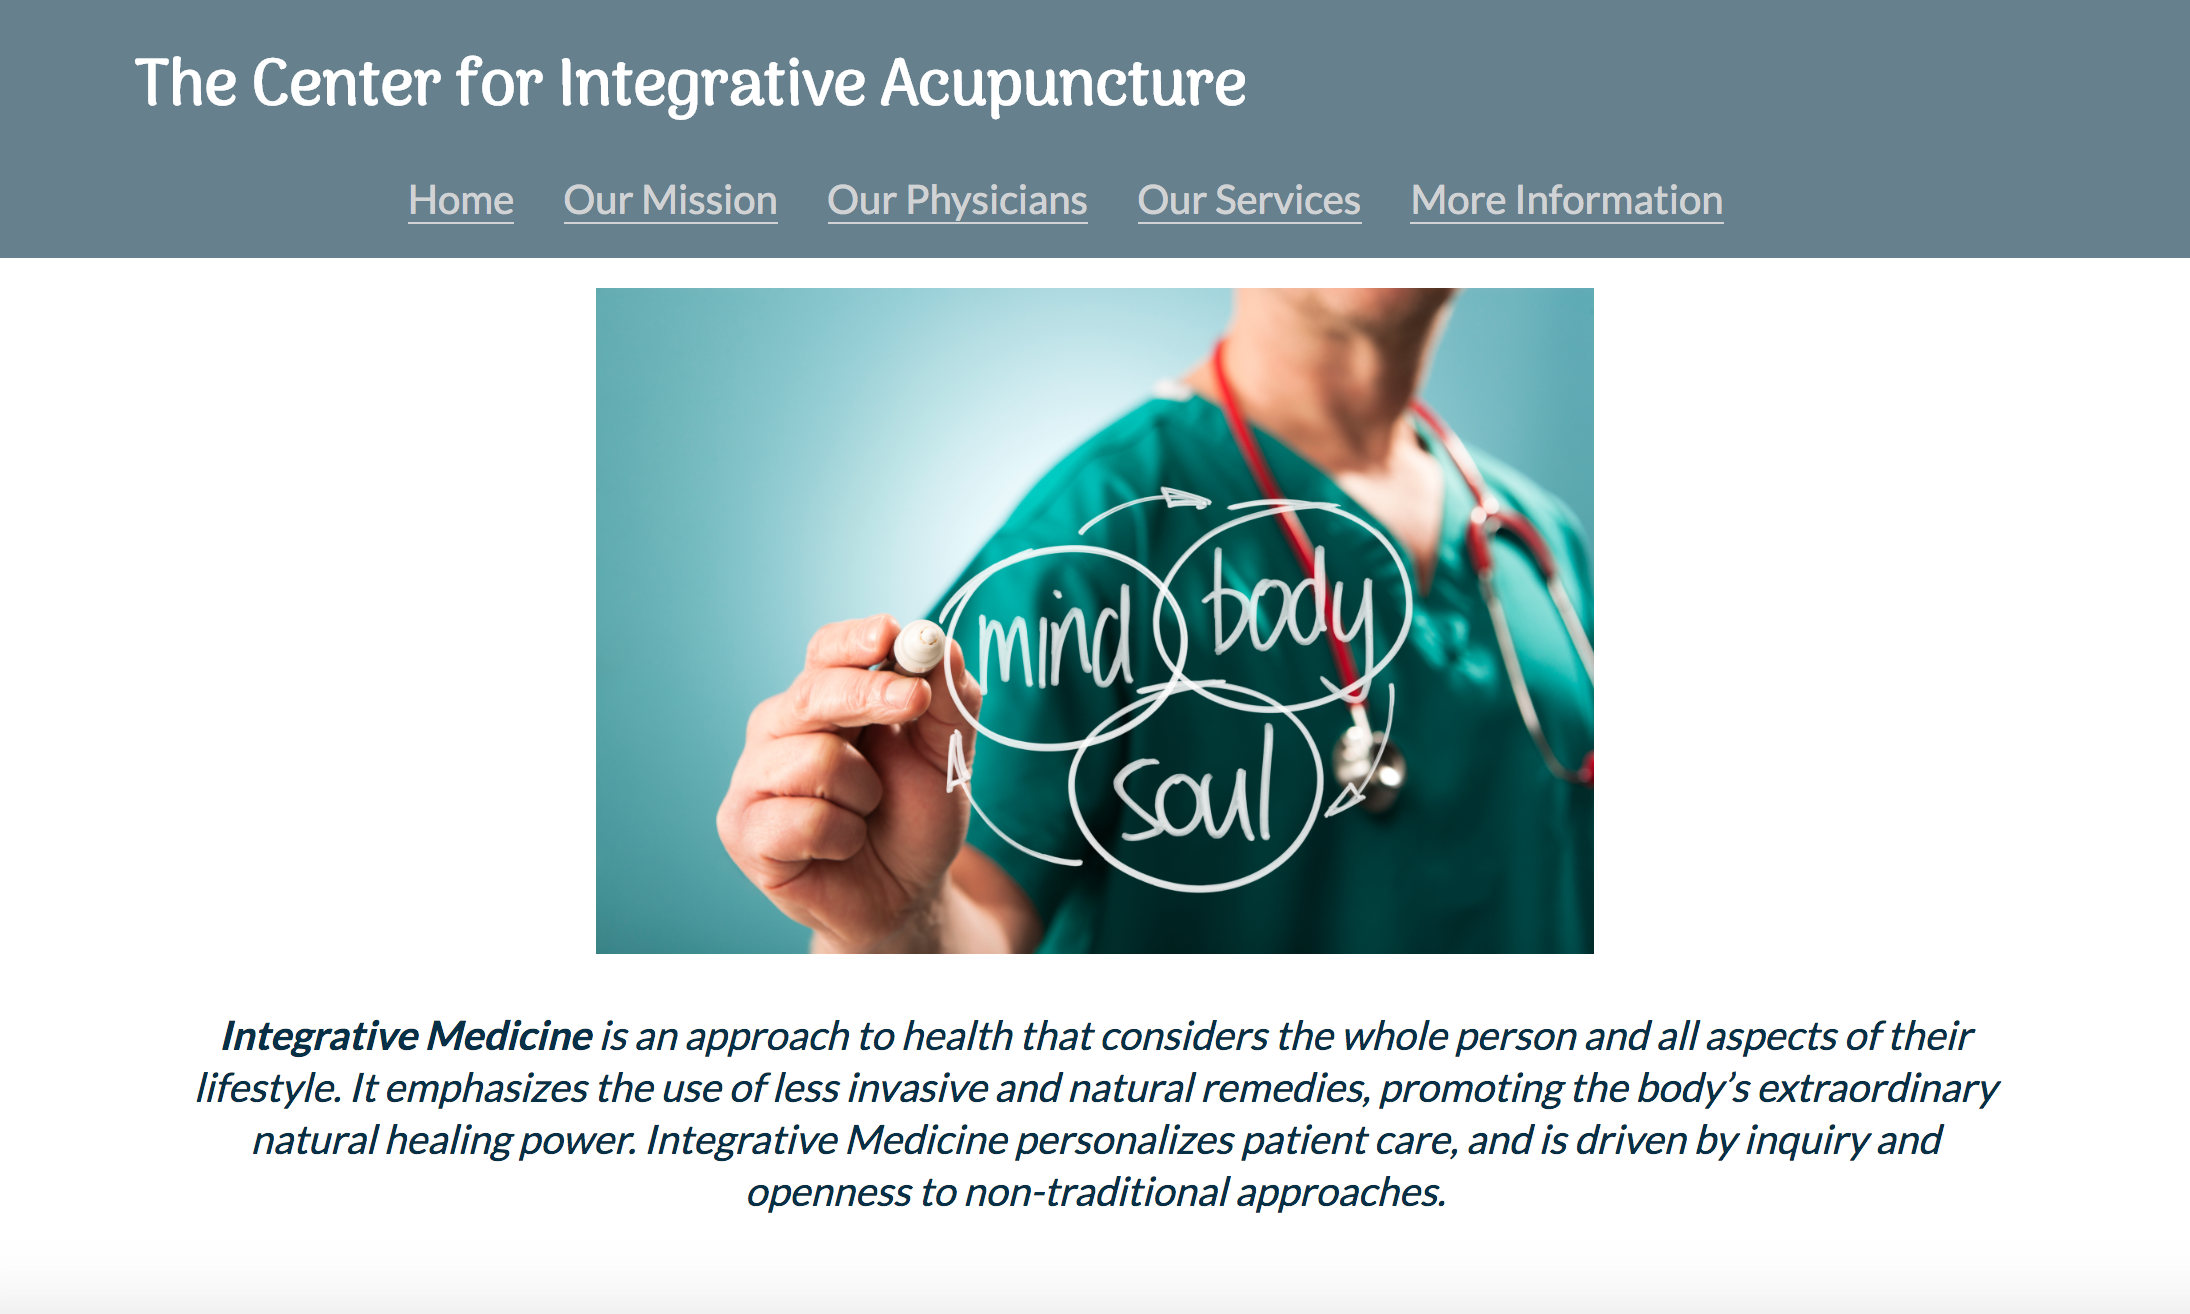 The Center for Integrative Acupuncture
Home Our Mission Our Physicians Our Services More Information
mind body
soul
Integrative Medicine is an approach to health that considers the whole person and all aspects of their
lifestyle. It emphasizes the use of less invasive and natural remedies, promoting the body’s extraordinary
natural healing power. Integrative Medicine personalizes patient care, and is driven by inquiry and
openness to non-traditional approaches.